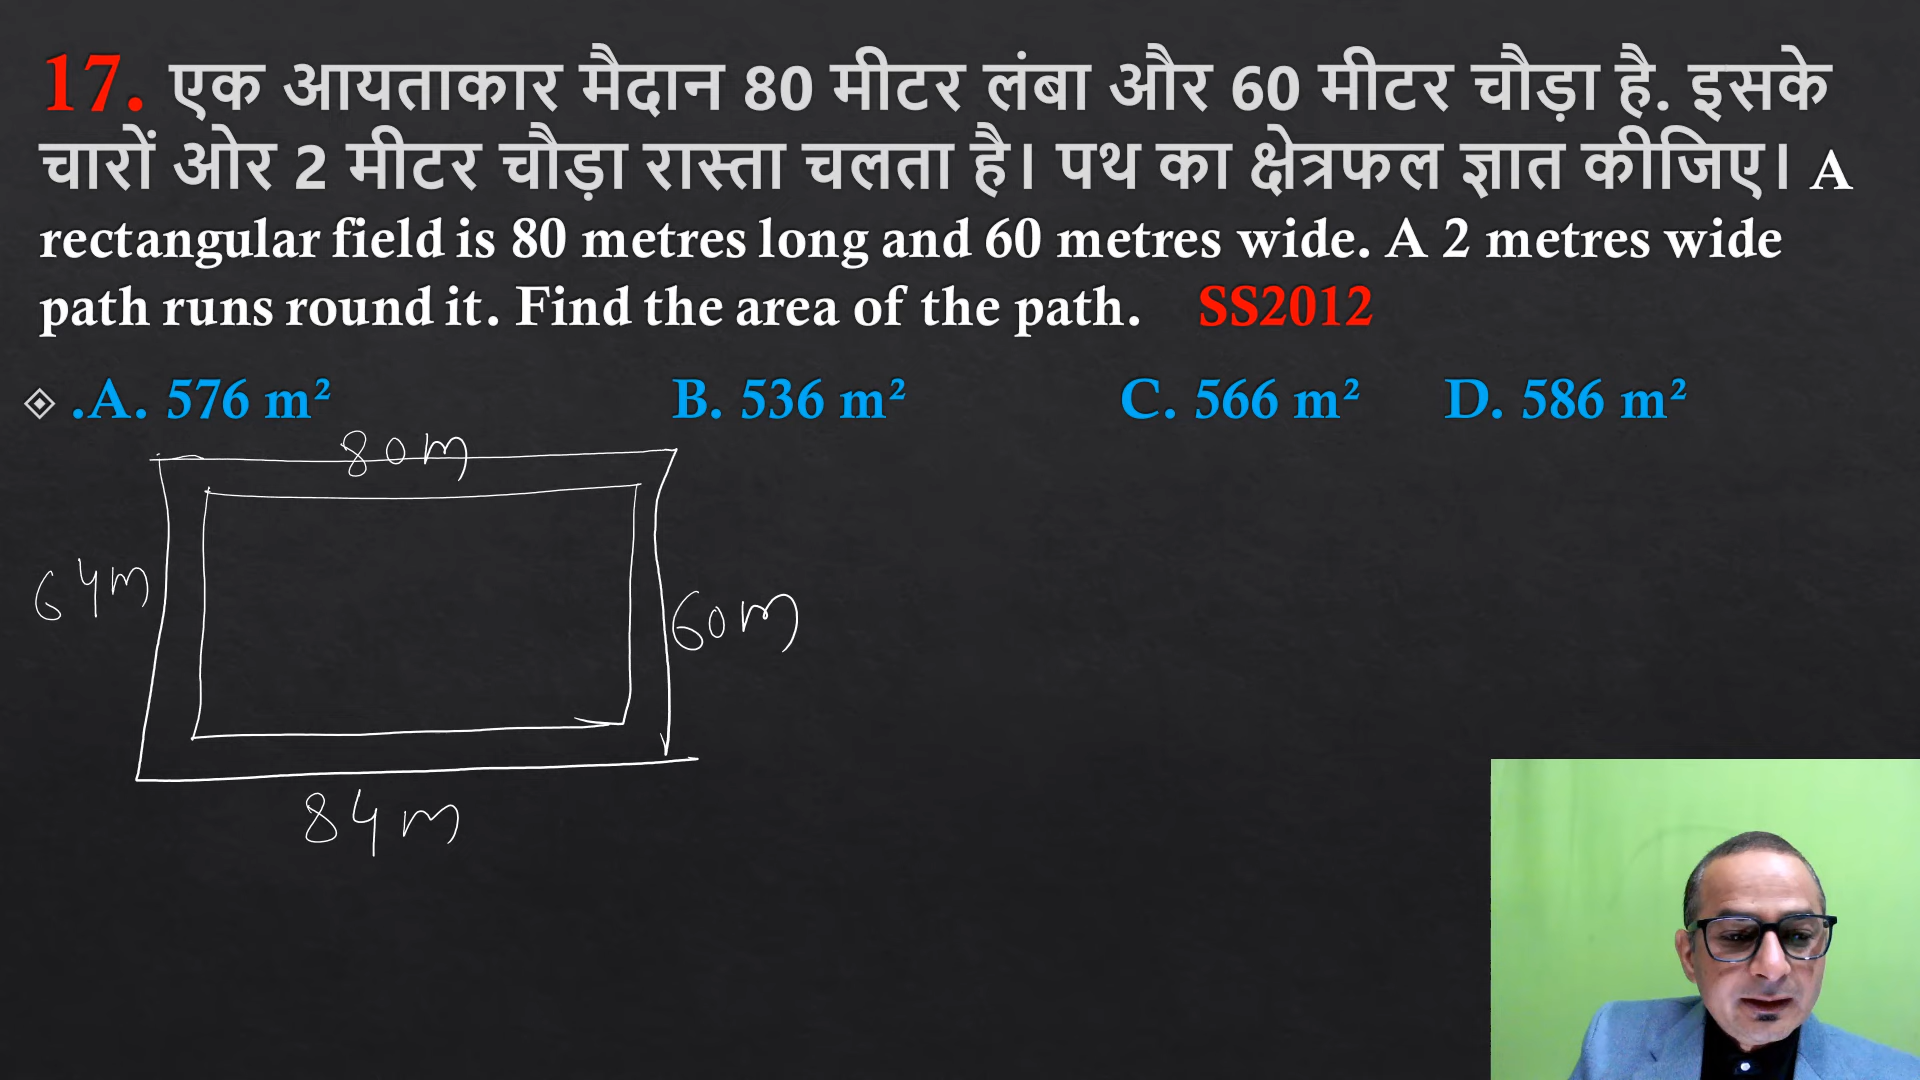 17. एक आयताकार मैदान 80 मीटर लंबा और 60 मीटर चौड़ा है. इसके
चारों ओर 2 मीटर चौड़ा रास्ता चलता है। पथ का क्षेत्रफल ज्ञात कीजिए। A
rectangular field is 80 metres long and 60 metres wide. A 2 metres wide
path runs round it. Find the area of the path. SS2012
.A. 576 m² B. 536 m² C. 566 m² D. 586 m²
80m
64m
60m
84m